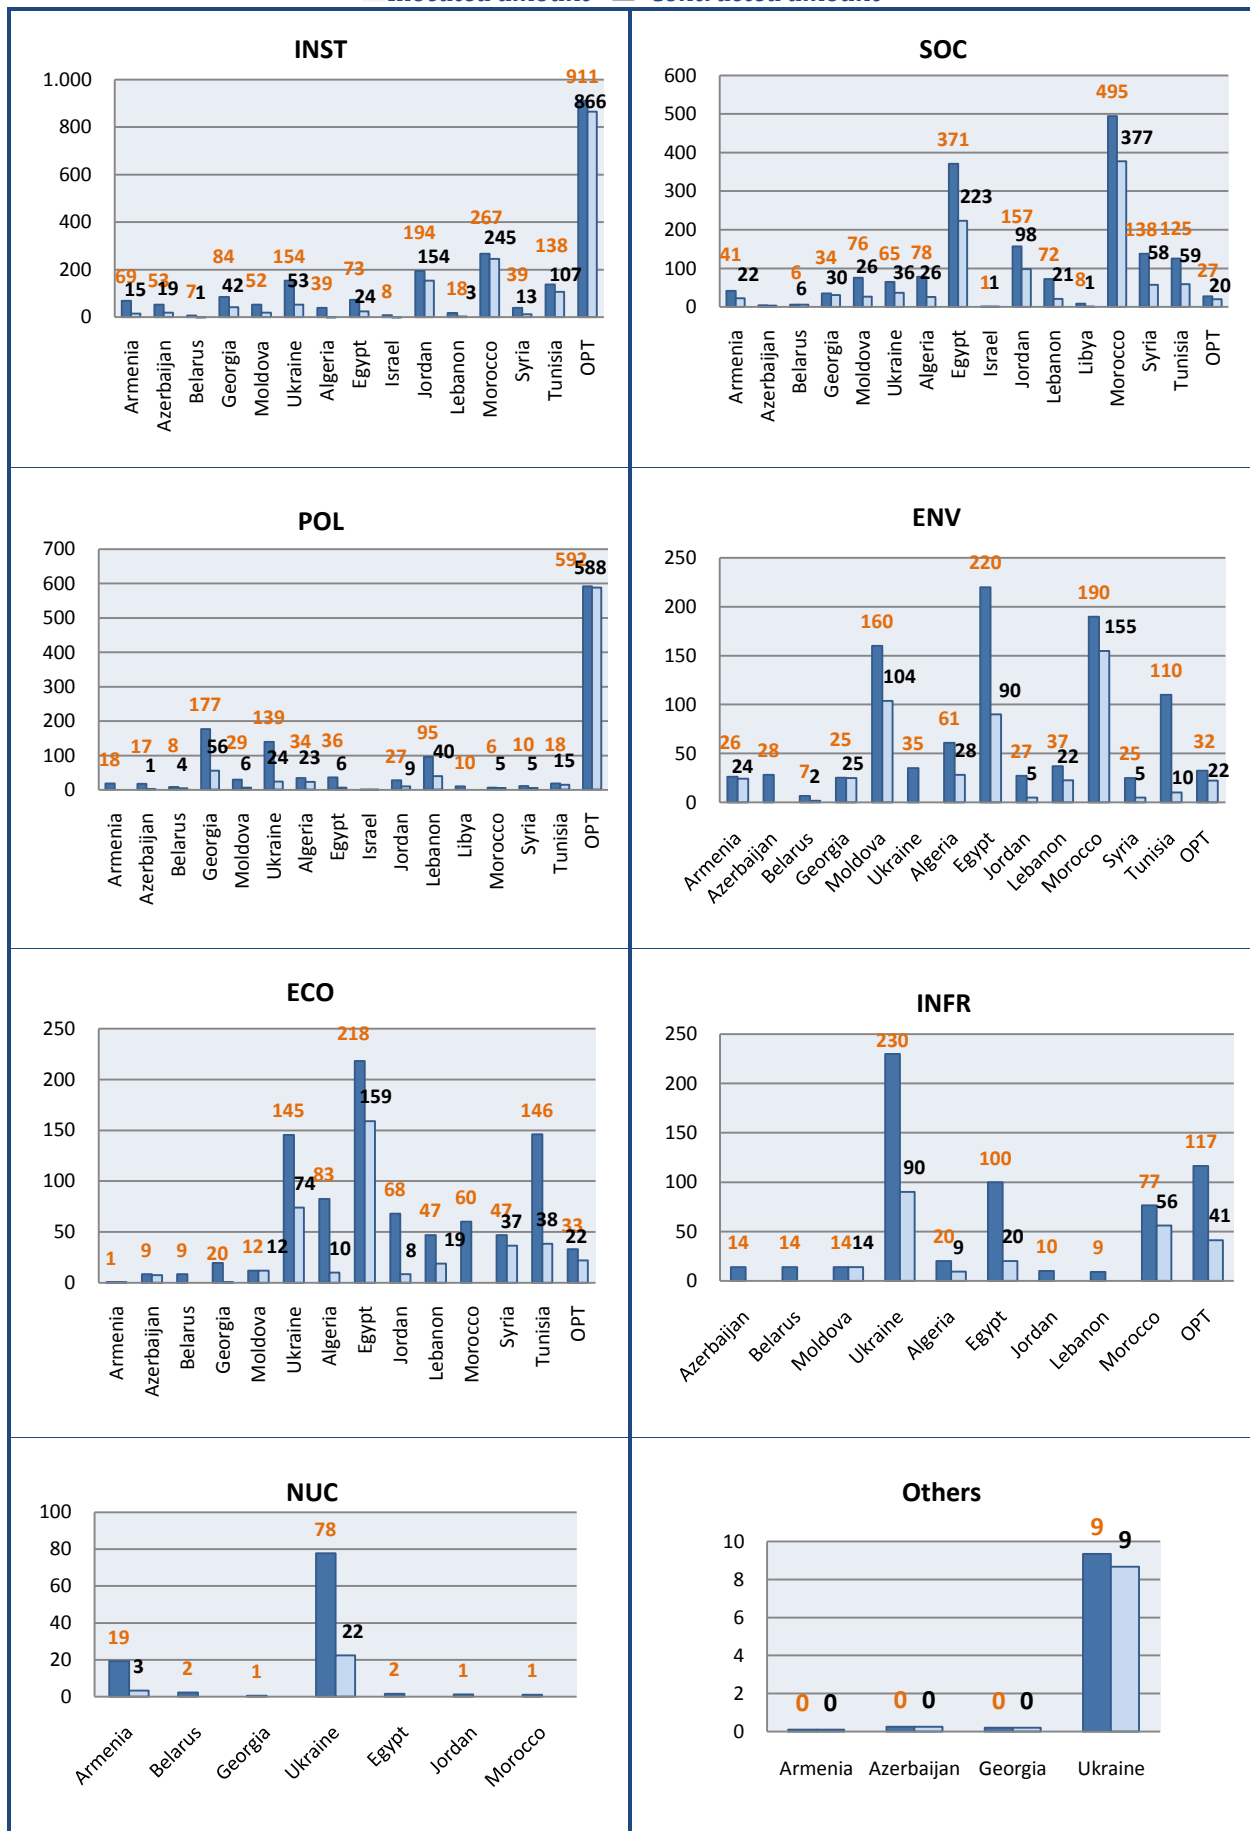 Contracted amount
INST
1.000
800
600
400
200
0
911
866
69 15 53 19 7 1 84 42 52 154 53 39 73 24 8 194 154 18 3 267 245 39 13 138 107
Armenia Azerbaijan Belarus Georgia Moldova Ukraine Algeria Egypt Israel Jordan Lebanon Morocco Syria Tunisia OPT
SOC
600
500
400
300
200
100
0
41 22 6 6 34 30 76 26 65 36 78 26 371 223 1 1 157 98 72 21 8 1 495 377 138 58 125 59 27 20
Armenia Azerbaijan Belarus Georgia Moldova Ukraine Algeria Egypt Israel Jordan Lebanon Libya Morocco Syria Tunisia OPT
POL
700
600
500
400
300
200
100
0
18 17 1 8 4 177 56 29 6 139 24 34 23 36 6 27 9 95 40 10 6 5 10 5 18 15 592 588
Armenia Azerbaijan Belarus Georgia Moldova Ukraine Algeria Egypt Israel Jordan Lebanon Libya Morocco Syria Tunisia OPT
ENV
250
200
150
100
50
0
26 24 28 7 2 25 25 160 104 35 61 28 220 90 27 5 37 22 190 155 25 5 110 10 32 22
Armenia Azerbaijan Belarus Georgia Moldova Ukraine Algeria Egypt Jordan Lebanon Morocco Syria Tunisia OPT
ECO
250
200
150
100
50
0
1 9 9 20 12 12 145 74 83 10 218 159 68 8 47 19 60 47 37 146 38 33 22
Armenia Azerbaijan Belarus Georgia Moldova Ukraine Algeria Egypt Jordan Lebanon Morocco Syria Tunisia OPT
INFR
250
200
150
100
50
0
14 14 14 14 230 90 20 9 100 20 10 9 77 56 117 41
Azerbaijan Belarus Moldova Ukraine Algeria Egypt Jordan Lebanon Morocco OPT
NUC
100
80
60
40
20
0
19 3 2 1 78 22 2 1 1
Armenia Belarus Georgia Ukraine Egypt Jordan Morocco
Others
10
8
6
4
2
0
0 0 0 0 0 0 9 9
Armenia Azerbaijan Georgia Ukraine